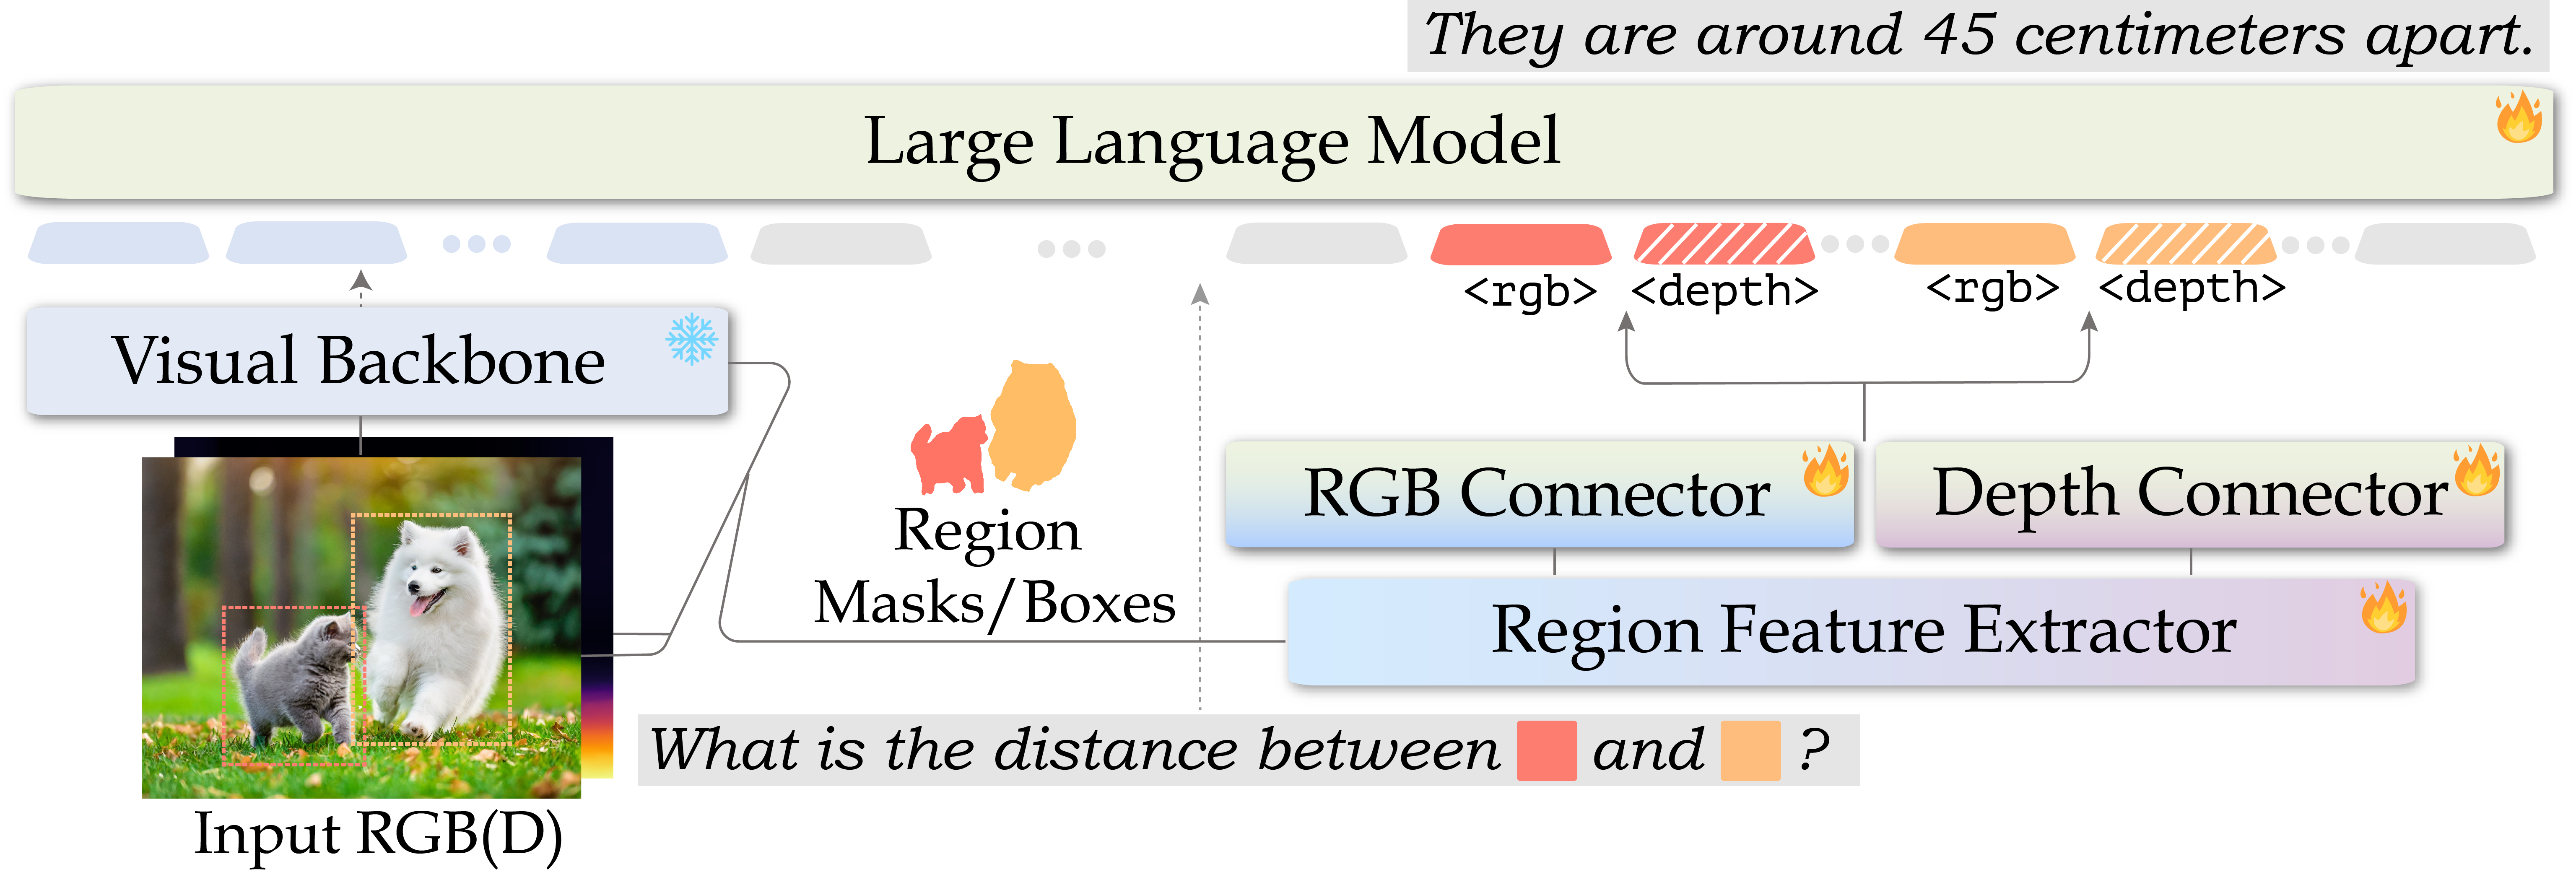 They are around 45 centimeters apart.
Large Language Model
<rgb> <depth> <rgb> <depth>
Visual Backbone
Region
Masks/Boxes
RGB Connector
Depth Connector
Region Feature Extractor
What is the distance between and ?
Input RGB(D)